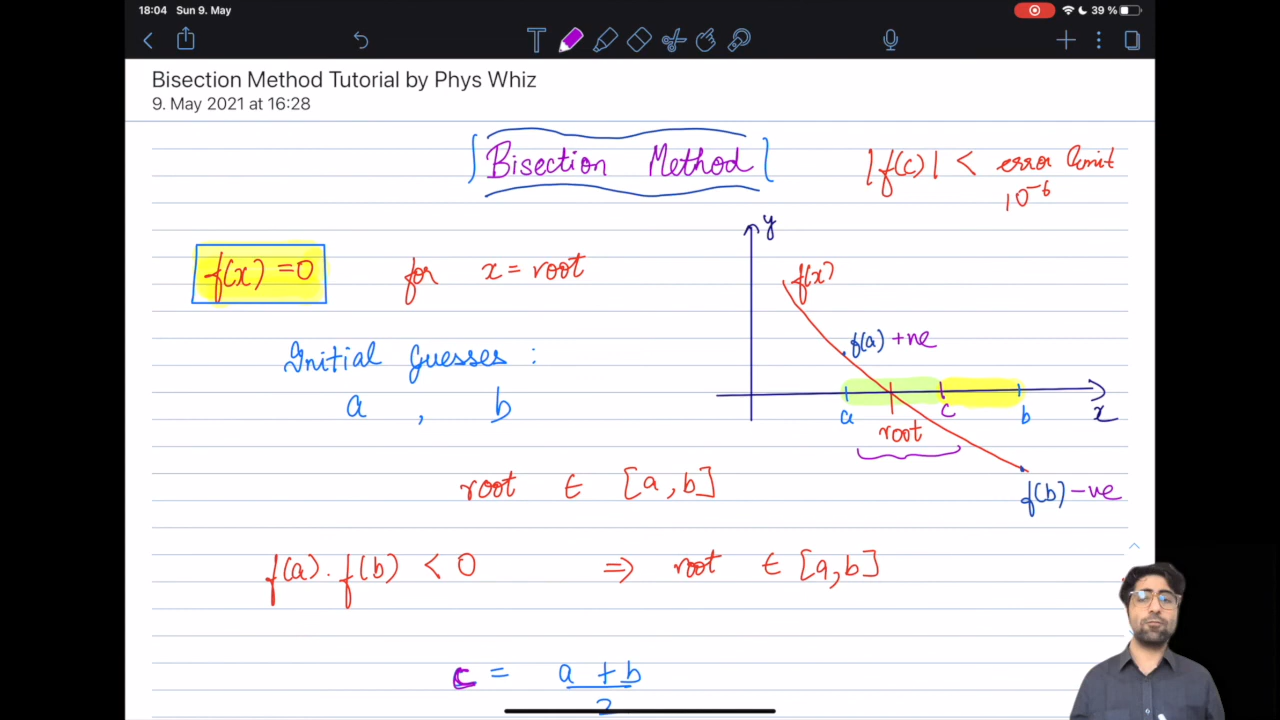 18:04 Sun 9. May 39 %
Bisection Method Tutorial by Phys Whiz
9. May 2021 at 16:28
Bisection Method
|f(c)| < error limit
10⁻⁶
f(x) = 0 for x = root
y
f(x)
Initial Guesses :
f(a) +ve
a , b
a c b x
root
root ∈ [a, b]
f(b) -ve
f(a) . f(b) < 0 ⇒ root ∈ [a, b]
c = a + b
2